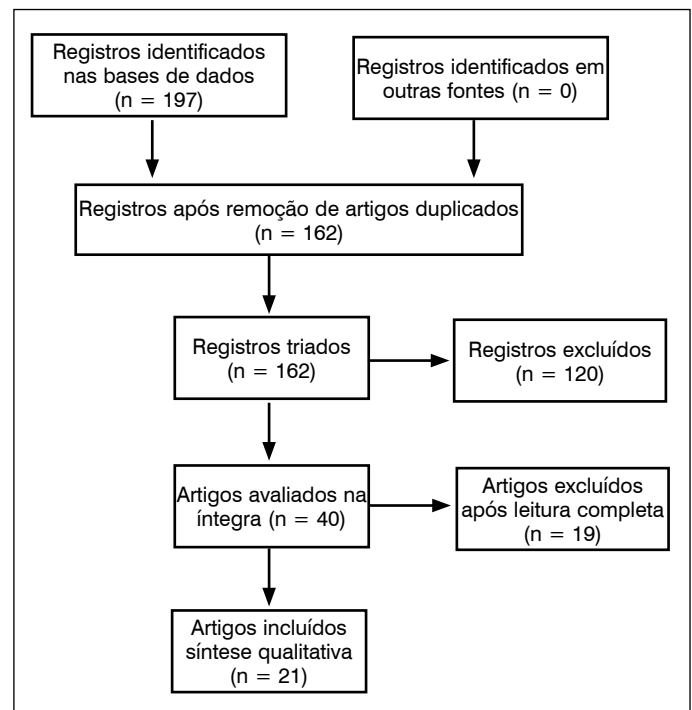 Registros identificados
nas bases de dados
(n = 197)
Registros identificados em
outras fontes (n = 0)
Registros após remoção de artigos duplicados
(n = 162)
Registros triados
(n = 162)
Registros excluídos
(n = 120)
Artigos avaliados na
íntegra (n = 40)
Artigos excluídos
após leitura completa
(n = 19)
Artigos incluídos
síntese qualitativa
(n = 21)